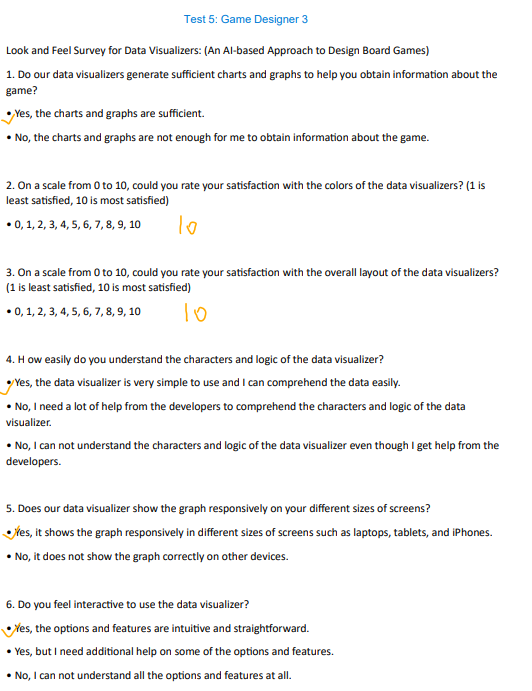 Test 5: Game Designer 3
Look and Feel Survey for Data Visualizers: (An AI-based Approach to Design Board Games)
1. Do our data visualizers generate sufficient charts and graphs to help you obtain information about the
game?
• Yes, the charts and graphs are sufficient.
• No, the charts and graphs are not enough for me to obtain information about the game.
2. On a scale from 0 to 10, could you rate your satisfaction with the colors of the data visualizers? (1 is
least satisfied, 10 is most satisfied)
• 0, 1, 2, 3, 4, 5, 6, 7, 8, 9, 10 10
3. On a scale from 0 to 10, could you rate your satisfaction with the overall layout of the data visualizers?
(1 is least satisfied, 10 is most satisfied)
• 0, 1, 2, 3, 4, 5, 6, 7, 8, 9, 10 10
4. H ow easily do you understand the characters and logic of the data visualizer?
• Yes, the data visualizer is very simple to use and I can comprehend the data easily.
• No, I need a lot of help from the developers to comprehend the characters and logic of the data
visualizer.
• No, I can not understand the characters and logic of the data visualizer even though I get help from the
developers.
5. Does our data visualizer show the graph responsively on your different sizes of screens?
• Yes, it shows the graph responsively in different sizes of screens such as laptops, tablets, and iPhones.
• No, it does not show the graph correctly on other devices.
6. Do you feel interactive to use the data visualizer?
• Yes, the options and features are intuitive and straightforward.
• Yes, but I need additional help on some of the options and features.
• No, I can not understand all the options and features at all.